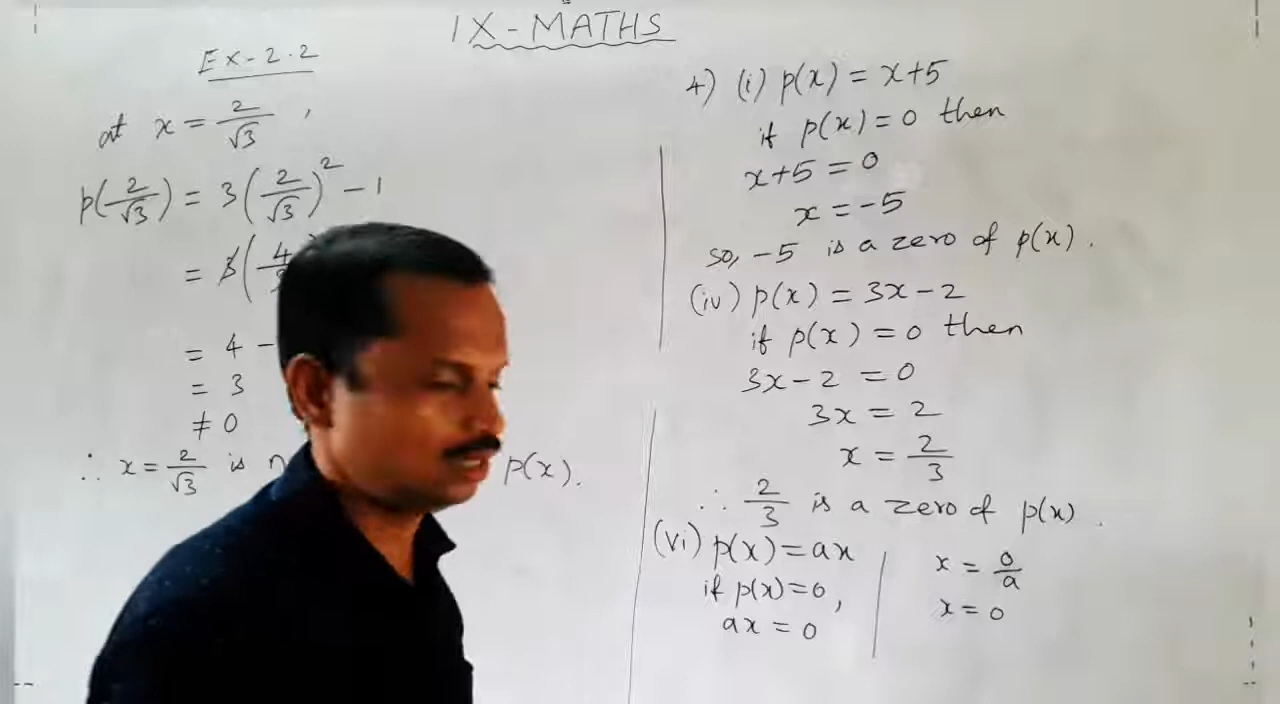 IX-MATHS
Ex-2.2
at x = 2/√3 ,
p(2/√3) = 3(2/√3)² - 1
= 3(4
= 4 -
= 3
≠ 0
∴ x = 2/√3 is p(x).
4) (i) p(x) = x+5
if p(x) = 0 then
x+5 = 0
x = -5
so, -5 is a zero of p(x).
(iv) p(x) = 3x-2
if p(x) = 0 then
3x-2 = 0
3x = 2
x = 2/3
∴ 2/3 is a zero of p(x).
(vi) p(x) = ax
if p(x)=0,
ax = 0
x = 0/a
x = 0